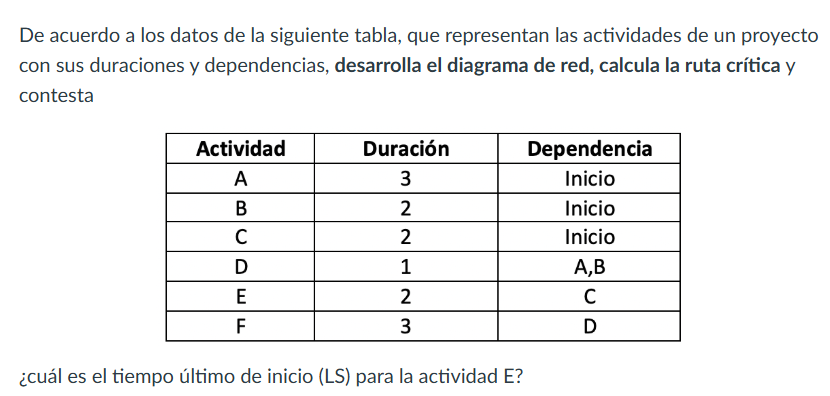 De acuerdo a los datos de la siguiente tabla, que representan las actividades de un proyecto
con sus duraciones y dependencias, desarrolla el diagrama de red, calcula la ruta crítica y
contesta
Actividad Duración Dependencia
A 3 Inicio
B 2 Inicio
C 2 Inicio
D 1 A,B
E 2 C
F 3 D
¿cuál es el tiempo último de inicio (LS) para la actividad E?